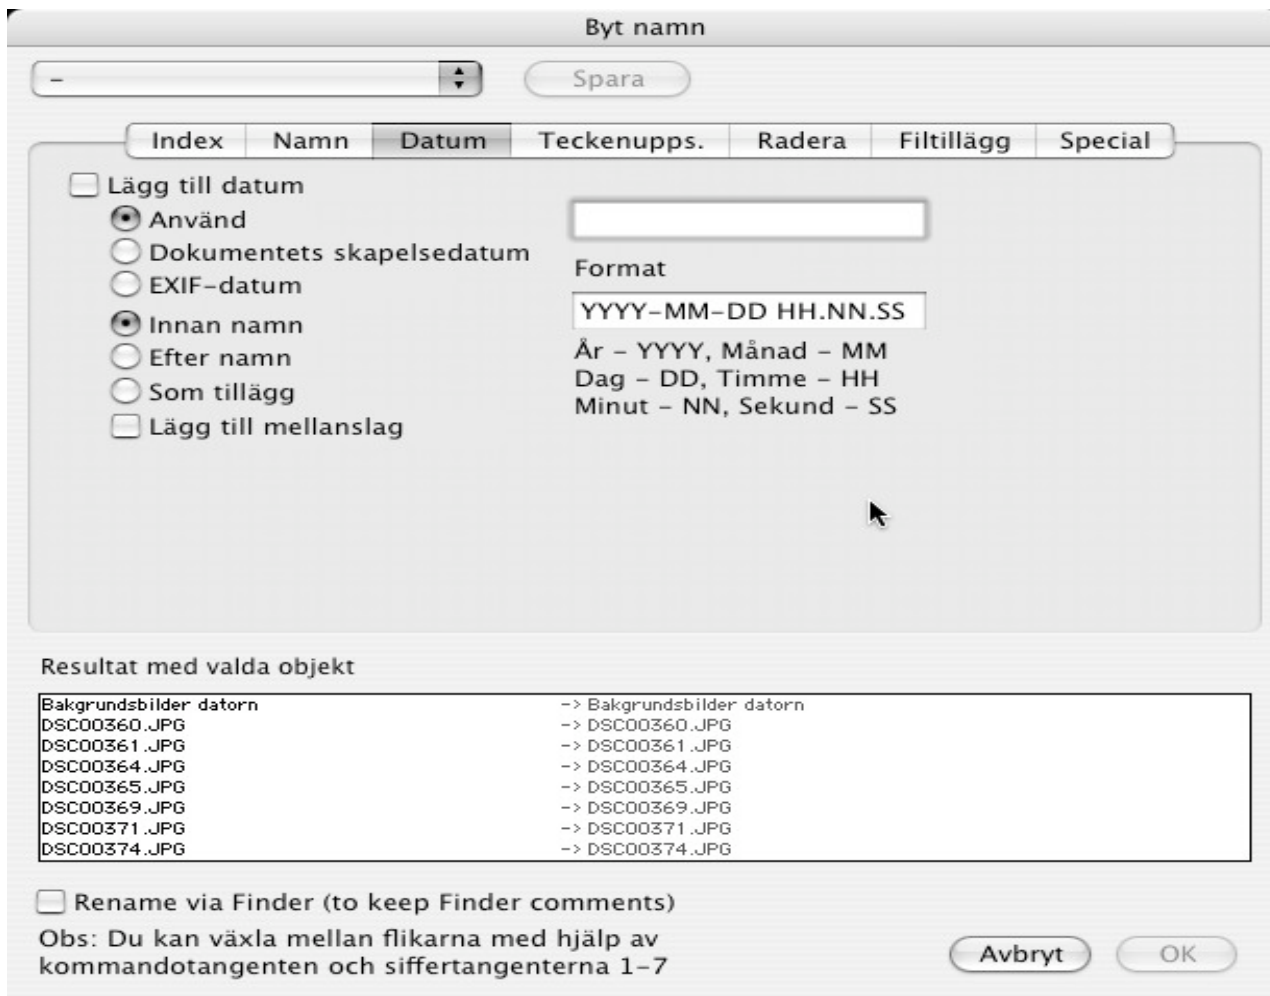 Byt namn
–
Spara
Index Namn Datum Teckenupps. Radera Filtillägg Special
Lägg till datum
Använd
Dokumentets skapelsedatum
EXIF-datum
Innan namn
Efter namn
Som tillägg
Lägg till mellanslag
Format
YYYY-MM-DD HH.NN.SS
År – YYYY, Månad – MM
Dag – DD, Timme – HH
Minut – NN, Sekund – SS
Resultat med valda objekt
Bakgrundsbilder datorn -> Bakgrundsbilder datorn
DSC00360.JPG -> DSC00360.JPG
DSC00361.JPG -> DSC00361.JPG
DSC00364.JPG -> DSC00364.JPG
DSC00365.JPG -> DSC00365.JPG
DSC00369.JPG -> DSC00369.JPG
DSC00371.JPG -> DSC00371.JPG
DSC00374.JPG -> DSC00374.JPG
Rename via Finder (to keep Finder comments)
Obs: Du kan växla mellan flikarna med hjälp av
kommandotangenten och siffertangenterna 1–7
Avbryt OK